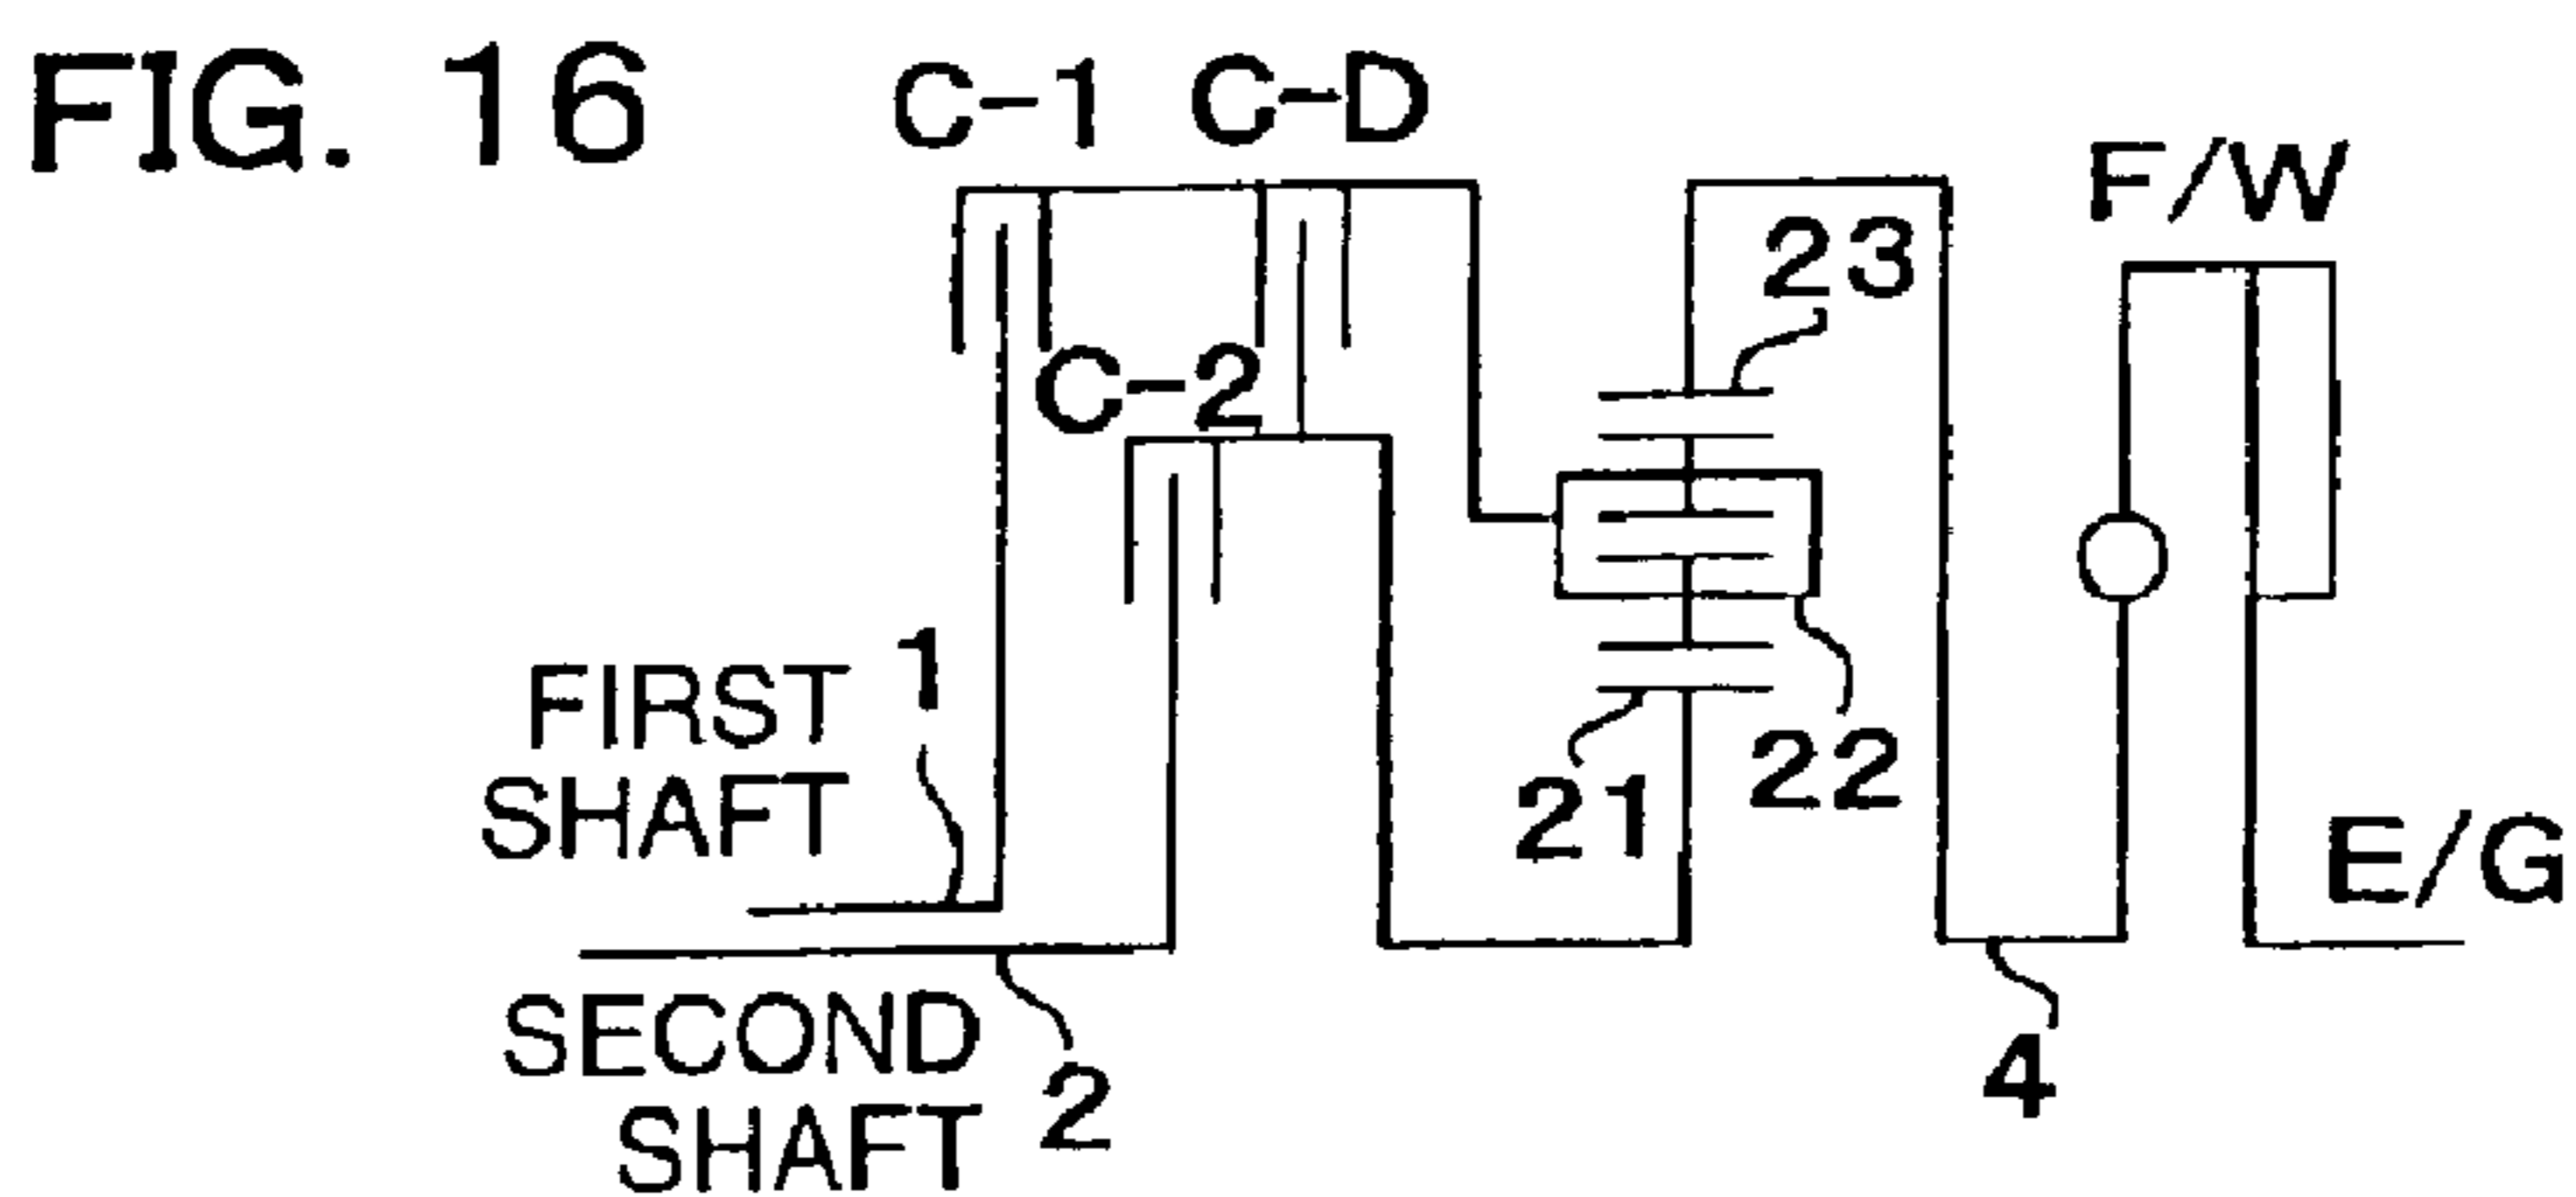 FIG. 16
C-1 C-D
F/W
23
C-2
FIRST
SHAFT
1
21
22
E/G
SECOND
SHAFT
2
4